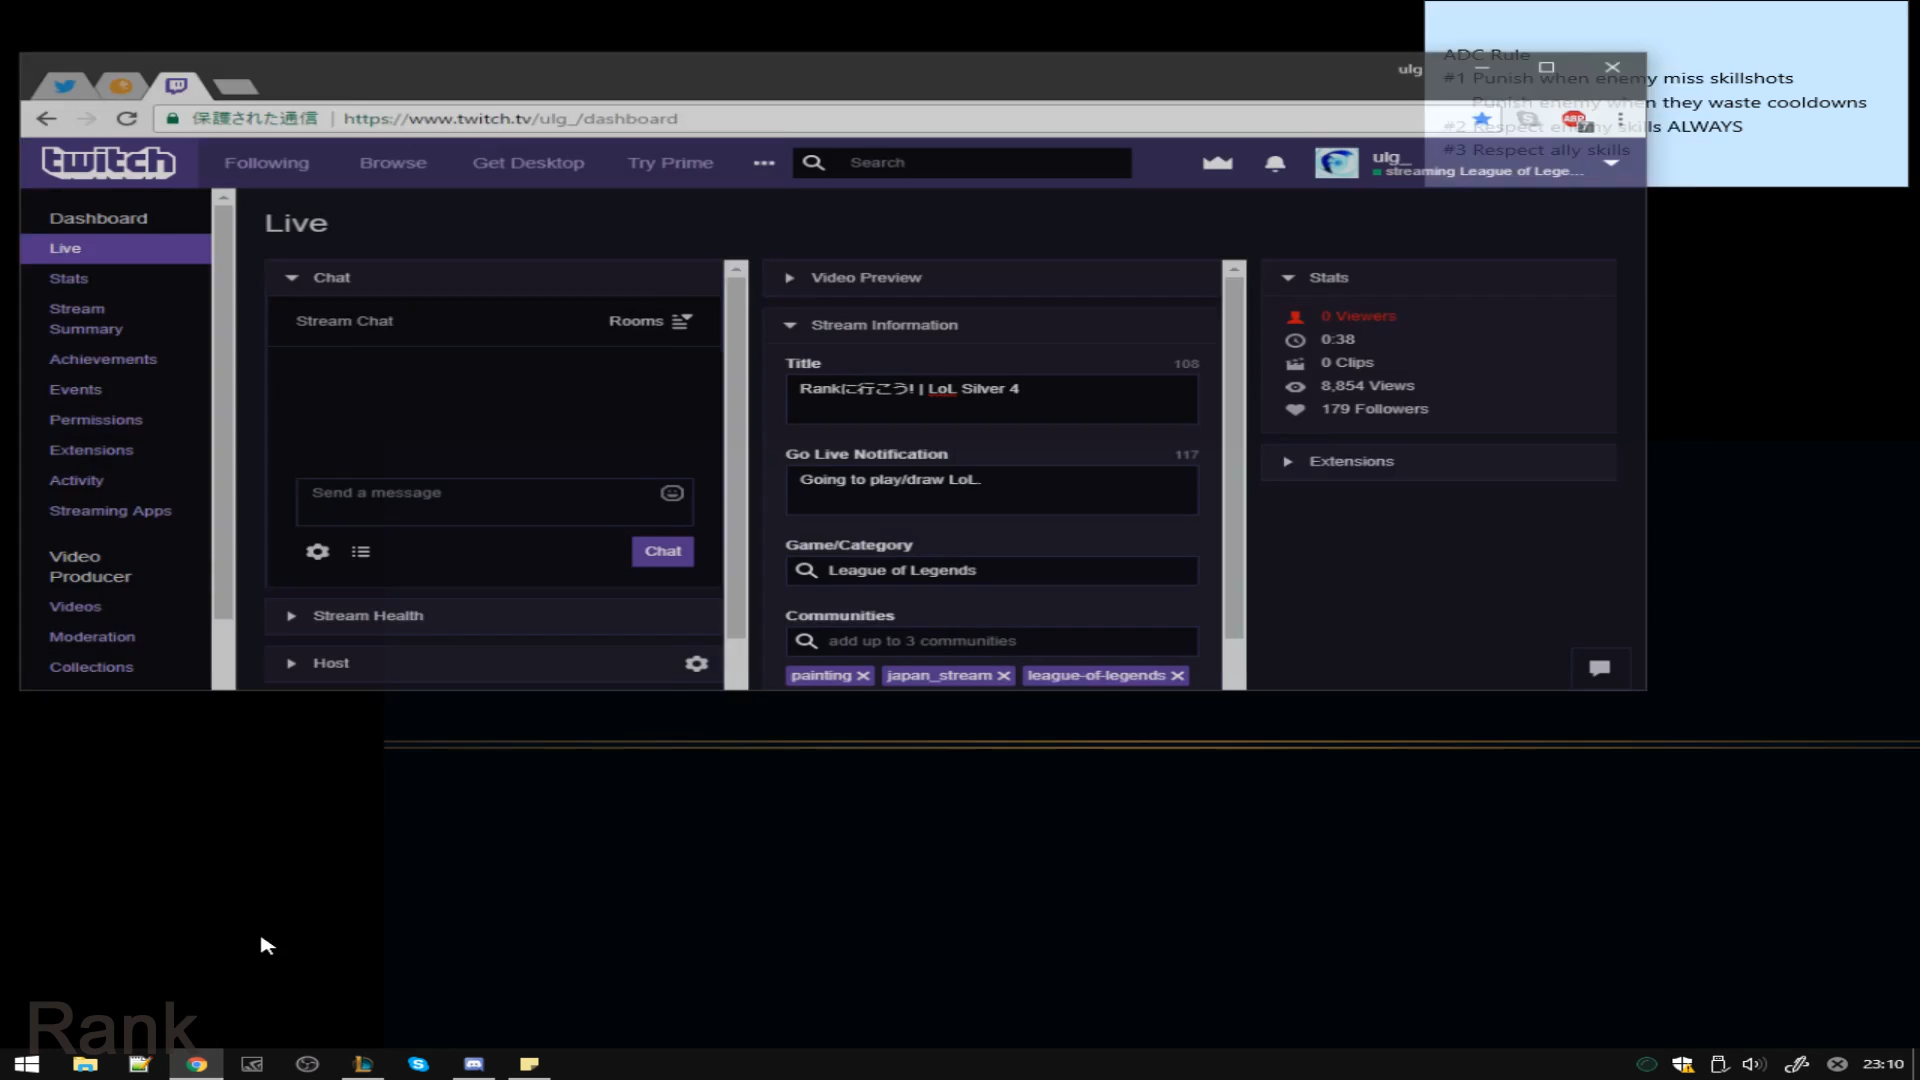 ADC Rule
#1 Punish when enemy miss skillshots
Punish enemy when they waste cooldowns
#2 Respect enemy skills ALWAYS
#3 Respect ally skills
ulg
保護された通信
https://www.twitch.tv/ulg_/dashboard
ABP
7
twitch
Following
Browse
Get Desktop
Try Prime
Search
ulg_
streaming League of Lege...
Dashboard
Live
Stats
Stream
Summary
Achievements
Events
Permissions
Extensions
Activity
Streaming Apps
Video
Producer
Videos
Moderation
Collections
Live
Chat
Stream Chat
Rooms
Send a message
Chat
Stream Health
Host
Video Preview
Stream Information
Title
108
Rankに行こう! | LoL Silver 4
Go Live Notification
117
Going to play/draw LoL.
Game/Category
League of Legends
Communities
add up to 3 communities
painting
japan_stream
league-of-legends
Stats
0 Viewers
0:38
0 Clips
8,854 Views
179 Followers
Extensions
Rank
23:10